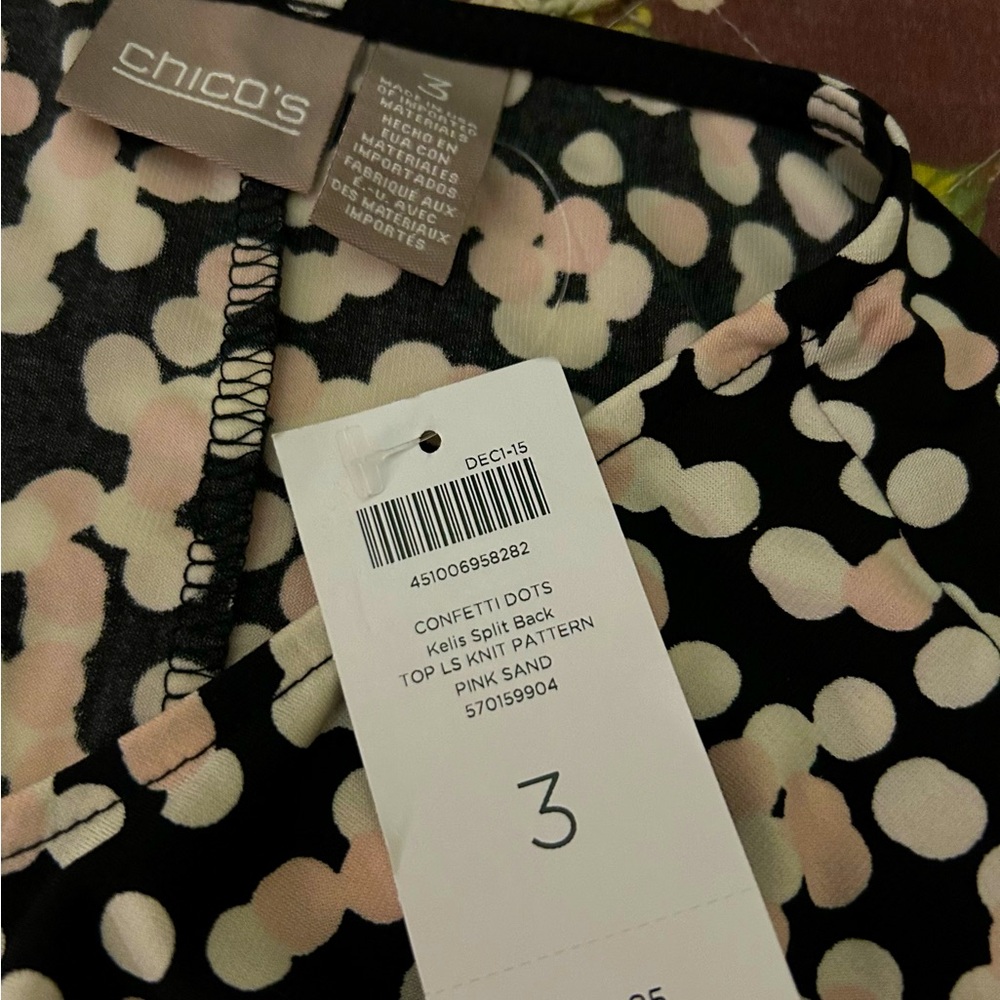 CHICO'S
3
MADE IN USA
OF IMPORTED
MATERIALS
HECHO EN
EUA CON
MATERIALES
IMPORTADOS
FABRIQUÉ AUX
É.-U. AVEC
DES MATÉRIAUX
IMPORTÉS
DEC1-15
451006958282
CONFETTI DOTS
Kelis Split Back
TOP LS KNIT PATTERN
PINK SAND
570159904
3